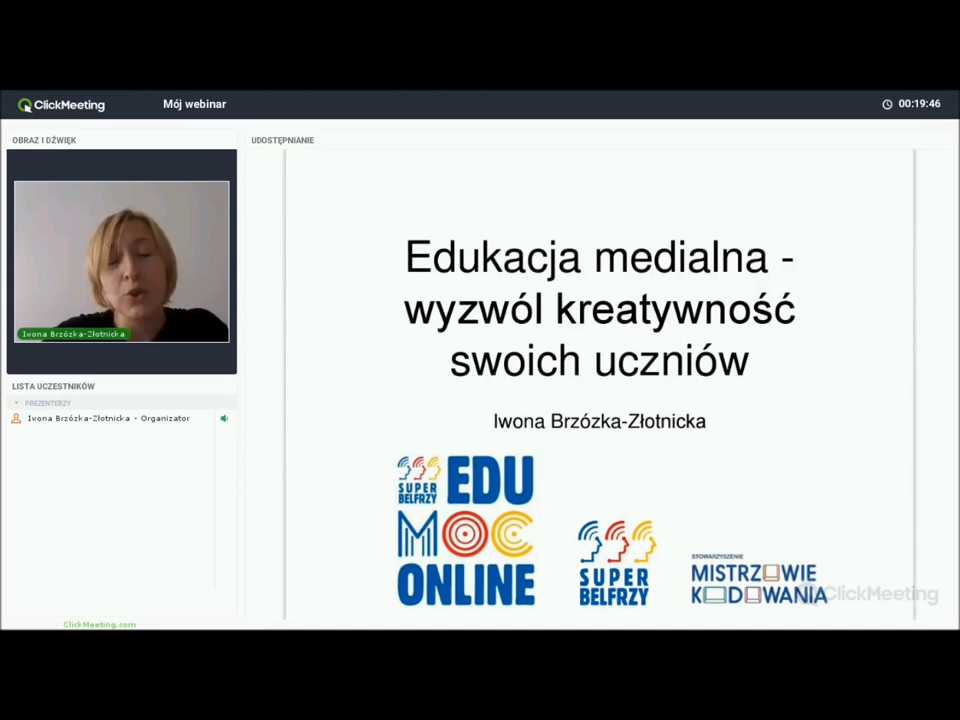 ClickMeeting
Mój webinar
00:19:46
OBRAZ I DŹWIĘK
UDOSTĘPNIANIE
Iwona Brzózka-Złotnicka
LISTA UCZESTNIKÓW
PREZENTERZY
Iwona Brzózka-Złotnicka - Organizator
ClickMeeting.com
Edukacja medialna -
wyzwól kreatywność
swoich uczniów
Iwona Brzózka-Złotnicka
SUPER
BELFRZY
EDU
MOC
ONLINE
SUPER
BELFRZY
STOWARZYSZENIE
MISTRZOWIE
KODOWANIA
ClickMeeting